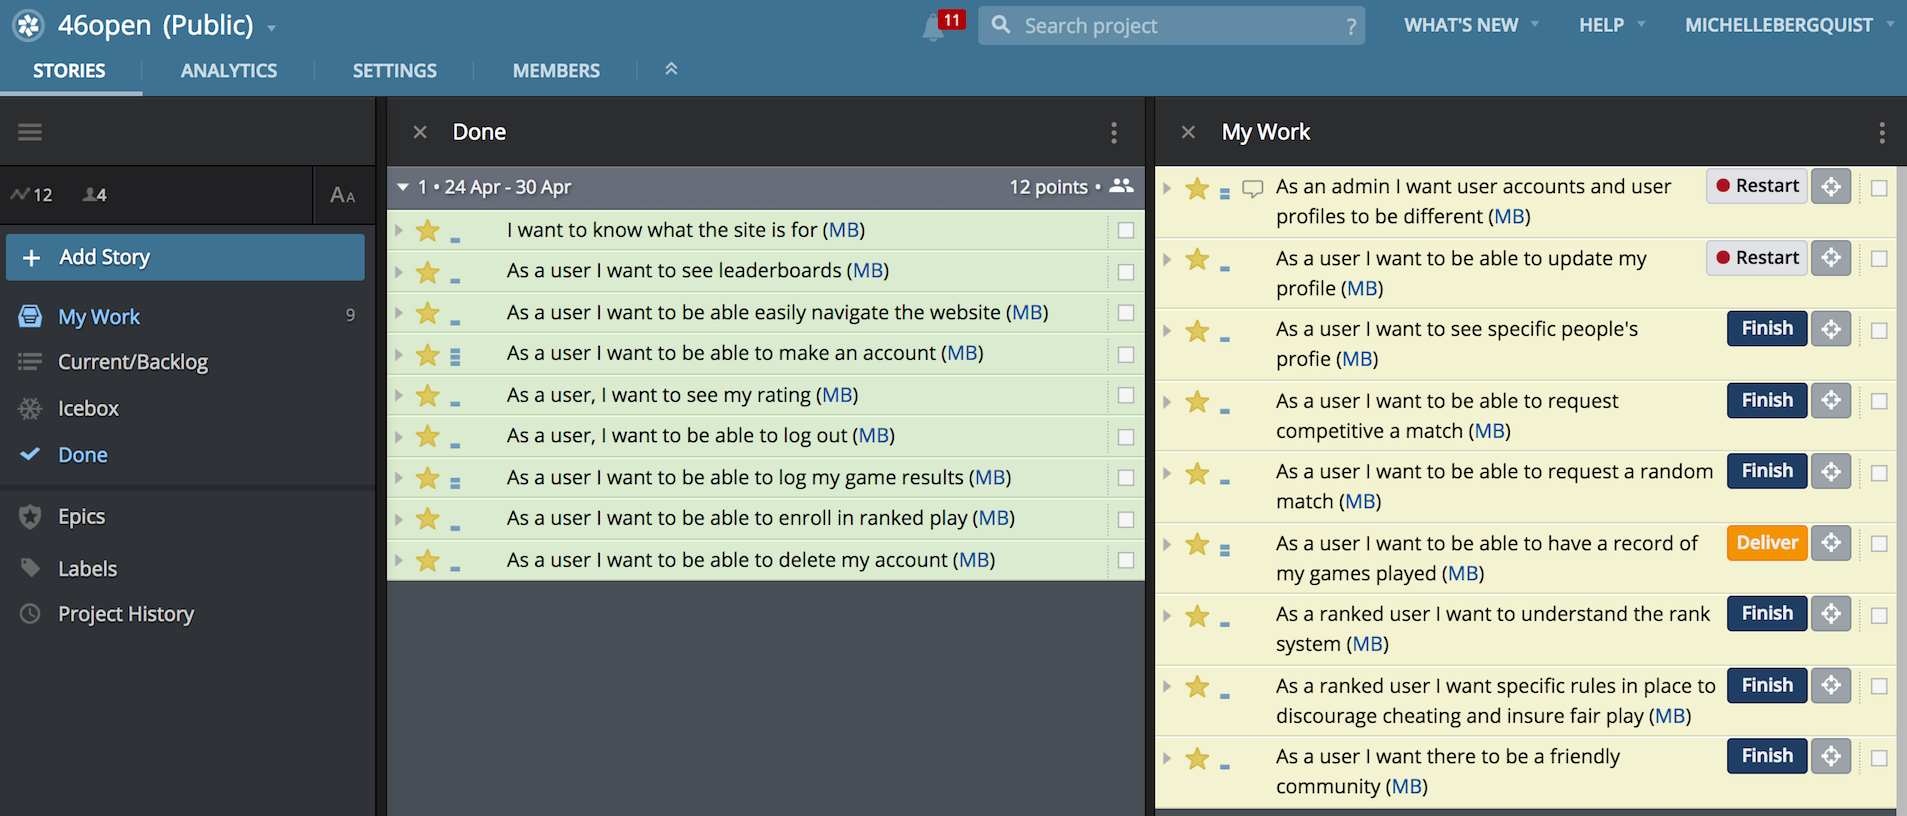 46open (Public)
11
Search project
?
WHAT'S NEW
HELP
MICHELLEBERGQUIST
STORIES
ANALYTICS
SETTINGS
MEMBERS
12
4
AA
+ Add Story
My Work
9
Current/Backlog
Icebox
Done
Epics
Labels
Project History
Done
1 • 24 Apr - 30 Apr
12 points •
I want to know what the site is for (MB)
As a user I want to see leaderboards (MB)
As a user I want to be able easily navigate the website (MB)
As a user I want to be able to make an account (MB)
As a user, I want to see my rating (MB)
As a user, I want to be able to log out (MB)
As a user I want to be able to log my game results (MB)
As a user I want to be able to enroll in ranked play (MB)
As a user I want to be able to delete my account (MB)
My Work
As an admin I want user accounts and user
profiles to be different (MB)
Restart
As a user I want to be able to update my
profile (MB)
Restart
As a user I want to see specific people's
profie (MB)
Finish
As a user I want to be able to request
competitive a match (MB)
Finish
As a user I want to be able to request a random
match (MB)
Finish
As a user I want to be able to have a record of
my games played (MB)
Deliver
As a ranked user I want to understand the rank
system (MB)
Finish
As a ranked user I want specific rules in place to
discourage cheating and insure fair play (MB)
Finish
As a user I want there to be a friendly
community (MB)
Finish